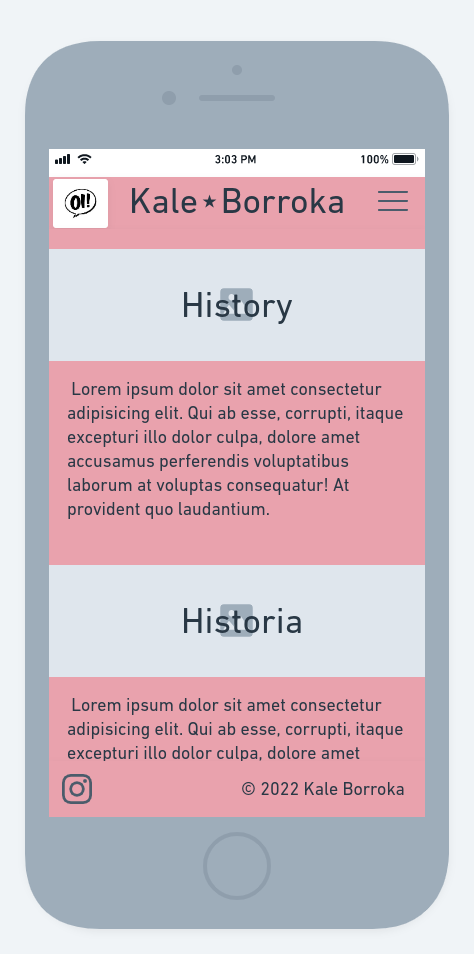 3:03 PM
100%
OI!!
Kale★Borroka
History
Lorem ipsum dolor sit amet consectetur
adipisicing elit. Qui ab esse, corrupti, itaque
excepturi illo dolor culpa, dolore amet
accusamus perferendis voluptatibus
laborum at voluptas consequatur! At
provident quo laudantium.
Historia
Lorem ipsum dolor sit amet consectetur
adipisicing elit. Qui ab esse, corrupti, itaque
excepturi illo dolor culpa, dolore amet
© 2022 Kale Borroka